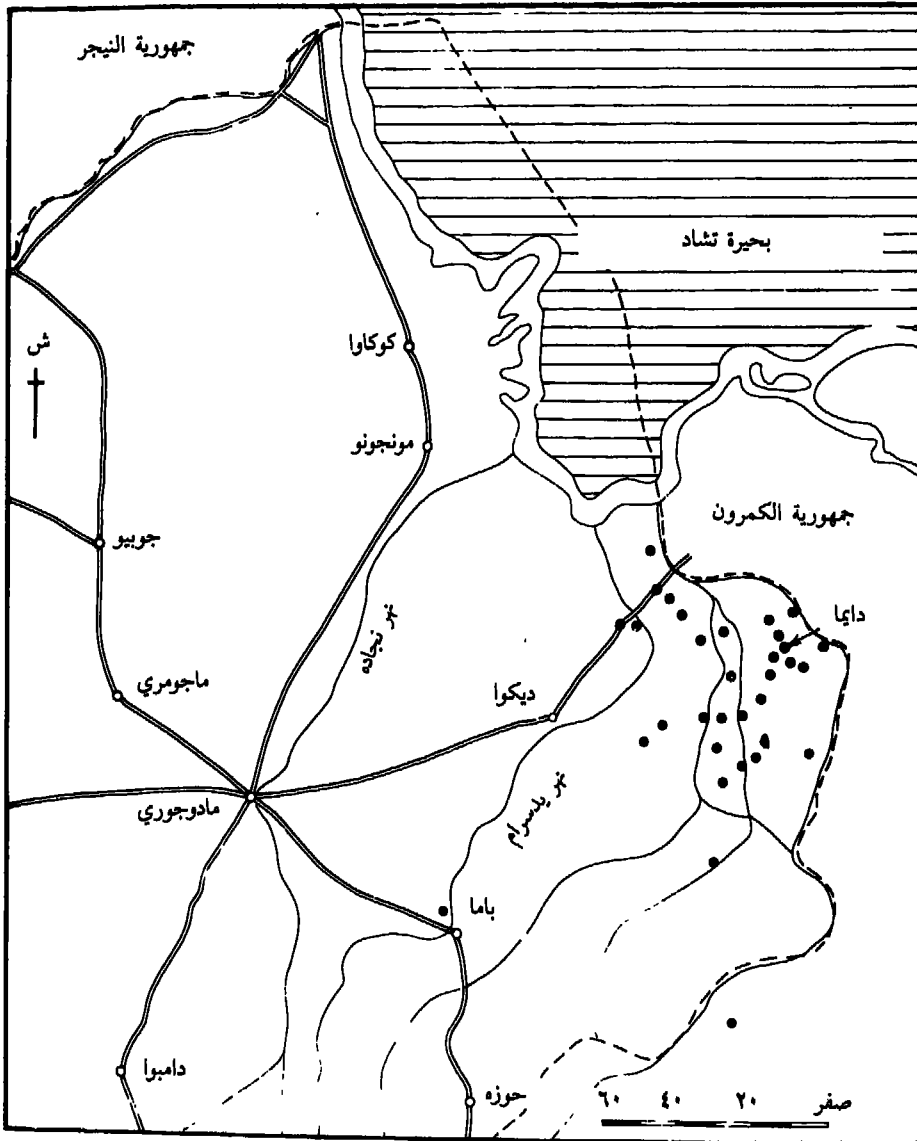 جمهورية النيجر
بحيرة تشاد
ش
كوكاوا
مونجونو
جمهورية الكمرون
جوبيو
دايما
نهر نجاده
ماجومري
ديكوا
مادوجوري
نهر يدسرام
باما
دامبوا
حوزه
صفر ٢٠ ٤٠ ٦٠